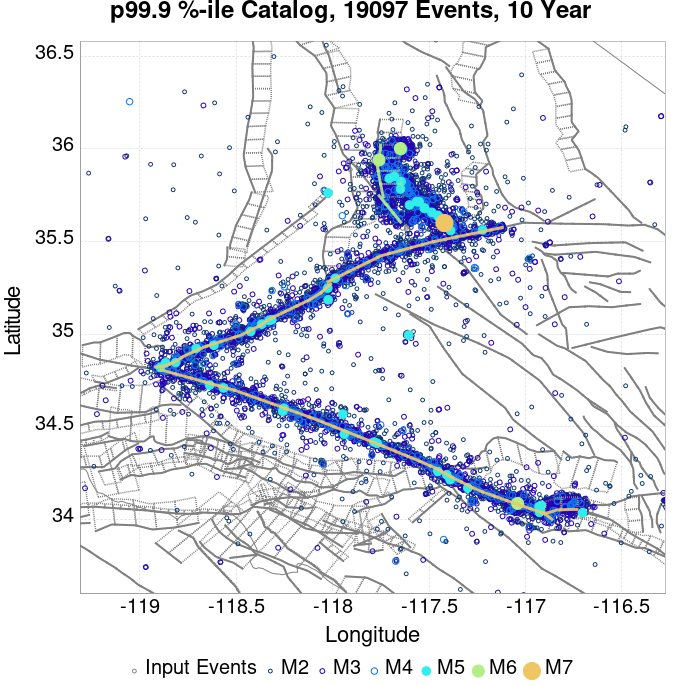 p99.9 %-ile Catalog, 19097 Events, 10 Year
36.5
36
35.5
35
34.5
34
Latitude
-119 -118.5 -118 -117.5 -117 -116.5
Longitude
Input Events M2 M3 M4 M5 M6 M7